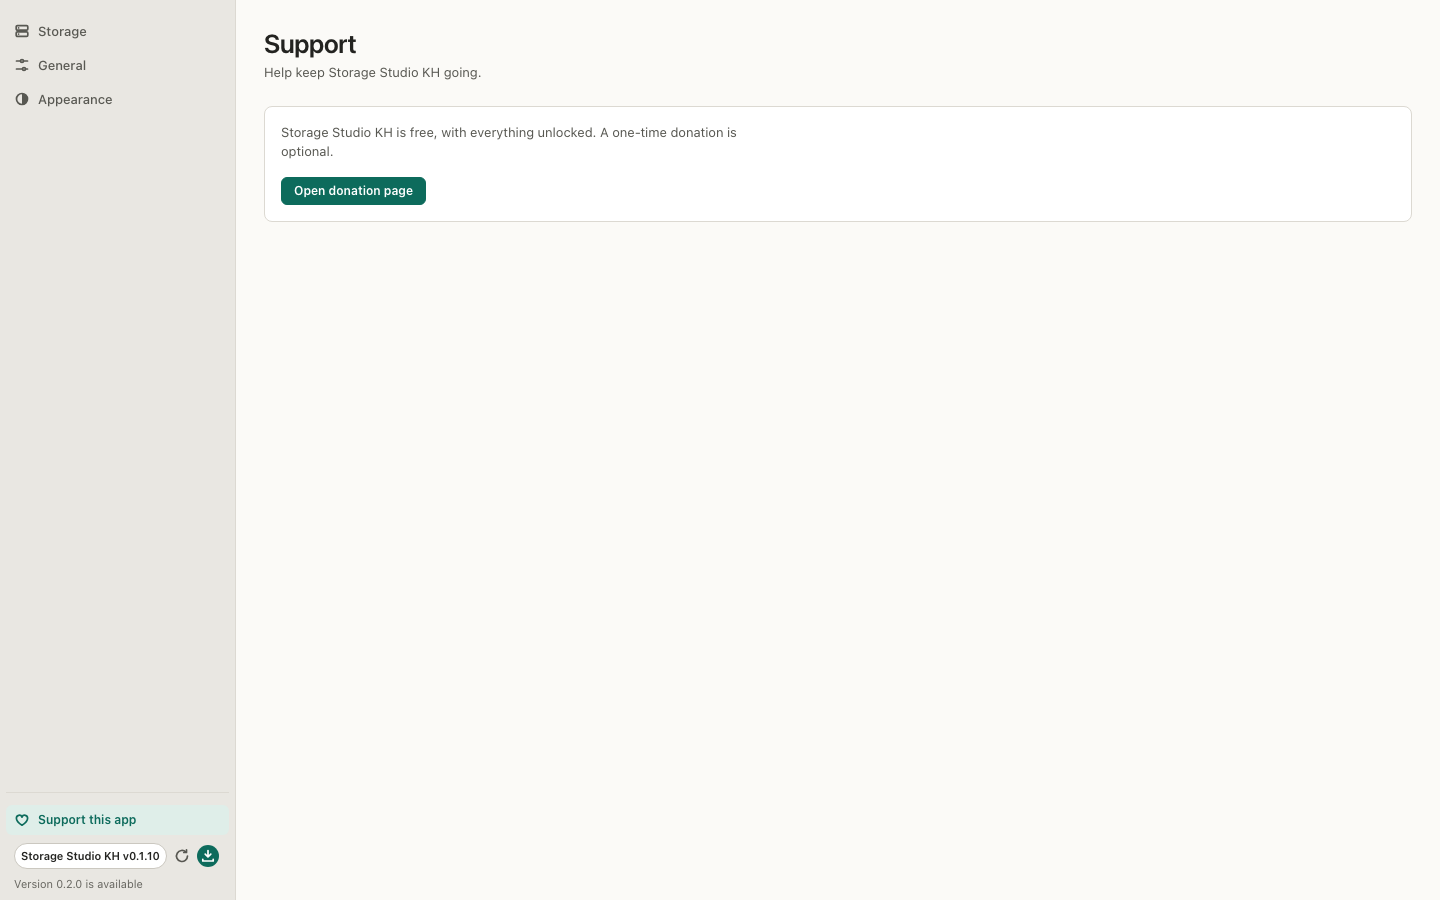 Storage
General
Appearance
Support
Help keep Storage Studio KH going.
Storage Studio KH is free, with everything unlocked. A one-time donation is
optional.
Open donation page
Support this app
Storage Studio KH v0.1.10
Version 0.2.0 is available